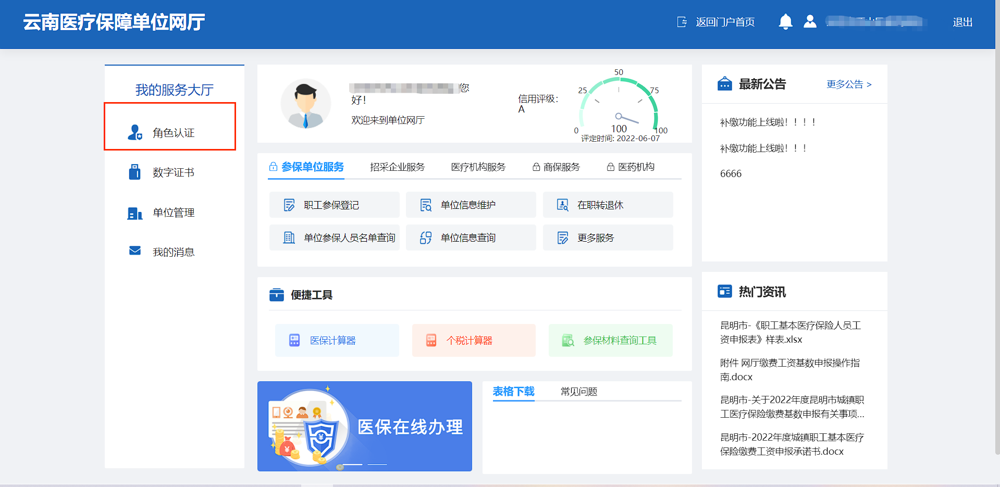 云南医疗保障单位网厅
返回门户首页
退出
我的服务大厅
角色认证
数字证书
单位管理
我的消息
您
好！
欢迎来到单位网厅
信用评级：
A
0
25
50
75
100
100
评定时间: 2022-06-07
参保单位服务
招采企业服务
医疗机构服务
商保服务
医药机构
职工参保登记
单位信息维护
在职转退休
单位参保人员名单查询
单位信息查询
更多服务
便捷工具
医保计算器
个税计算器
参保材料查询工具
医保在线办理
表格下载
常见问题
最新公告
更多公告 >
补缴功能上线啦！！！！
补缴功能上线啦！！！
6666
热门资讯
昆明市-《职工基本医疗保险人员工
资申报表》样表.xlsx
附件 网厅缴费工资基数申报操作指
南.docx
昆明市-关于2022年度昆明市城镇职
工医疗保险缴费基数申报有关事项...
昆明市-2022年度城镇职工基本医疗
保险缴费工资申报承诺书.docx